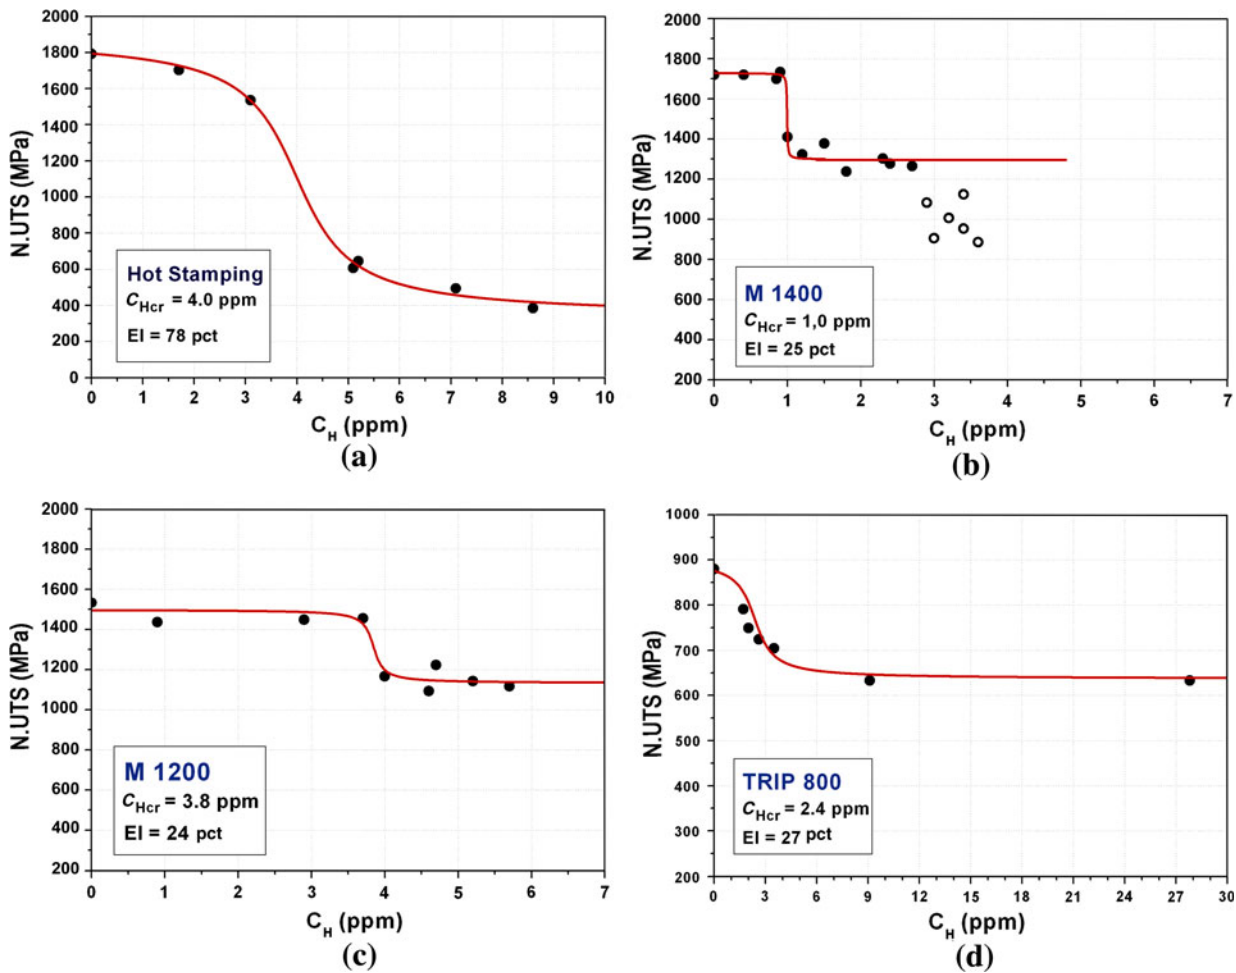 2000
1800
1600
1400
1200
1000
800
600
400
200
0
N.UTS (MPa)
Hot Stamping
CHcr = 4.0 ppm
EI = 78 pct
0 1 2 3 4 5 6 7 8 9 10
CH (ppm)
(a)
2000
1800
1600
1400
1200
1000
800
600
400
200
N.UTS (MPa)
M 1400
CHcr = 1,0 ppm
EI = 25 pct
0 1 2 3 4 5 6 7
CH (ppm)
(b)
2000
1800
1600
1400
1200
1000
800
600
400
200
N.UTS (MPa)
M 1200
CHcr = 3.8 ppm
EI = 24 pct
0 1 2 3 4 5 6 7
CH (ppm)
(c)
1000
900
800
700
600
500
400
300
200
N.UTS (MPa)
TRIP 800
CHcr = 2.4 ppm
EI = 27 pct
0 3 6 9 12 15 18 21 24 27 30
CH (ppm)
(d)